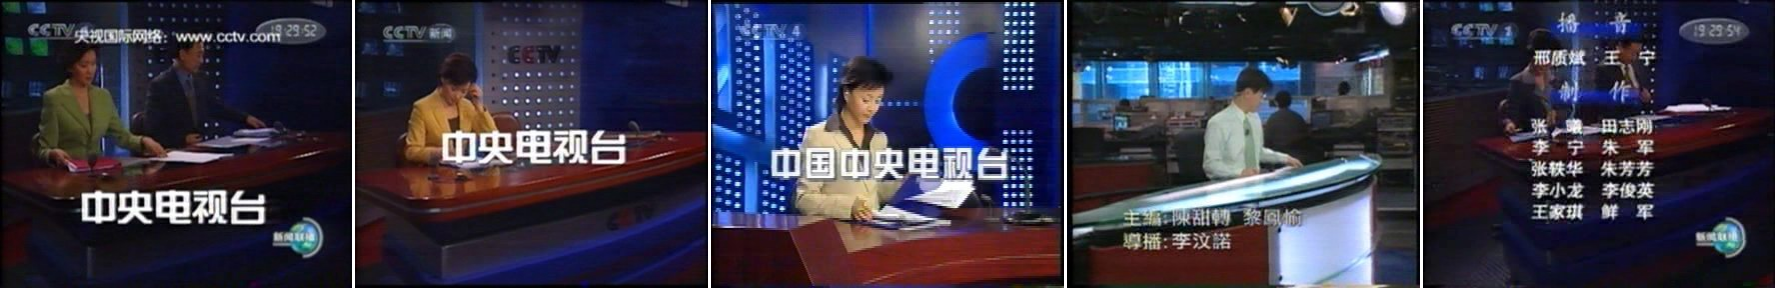 CCTV
19:29:52
央视国际网络：www.cctv.com
中央电视台
新闻联播
CCTV 新闻
CCTV
中央电视台
CCTV
CCTV 4
中国中央电视台
主編:陳甜轉 黎鳳愉
導播:李汶諾
CCTV 1
19:29:54
播 音
邢质斌 王 宁
制 作
张 曦 田志刚
李 宁 朱 军
张轶华 朱芳芳
李小龙 李俊英
王家琪 鲜 军
新闻联播